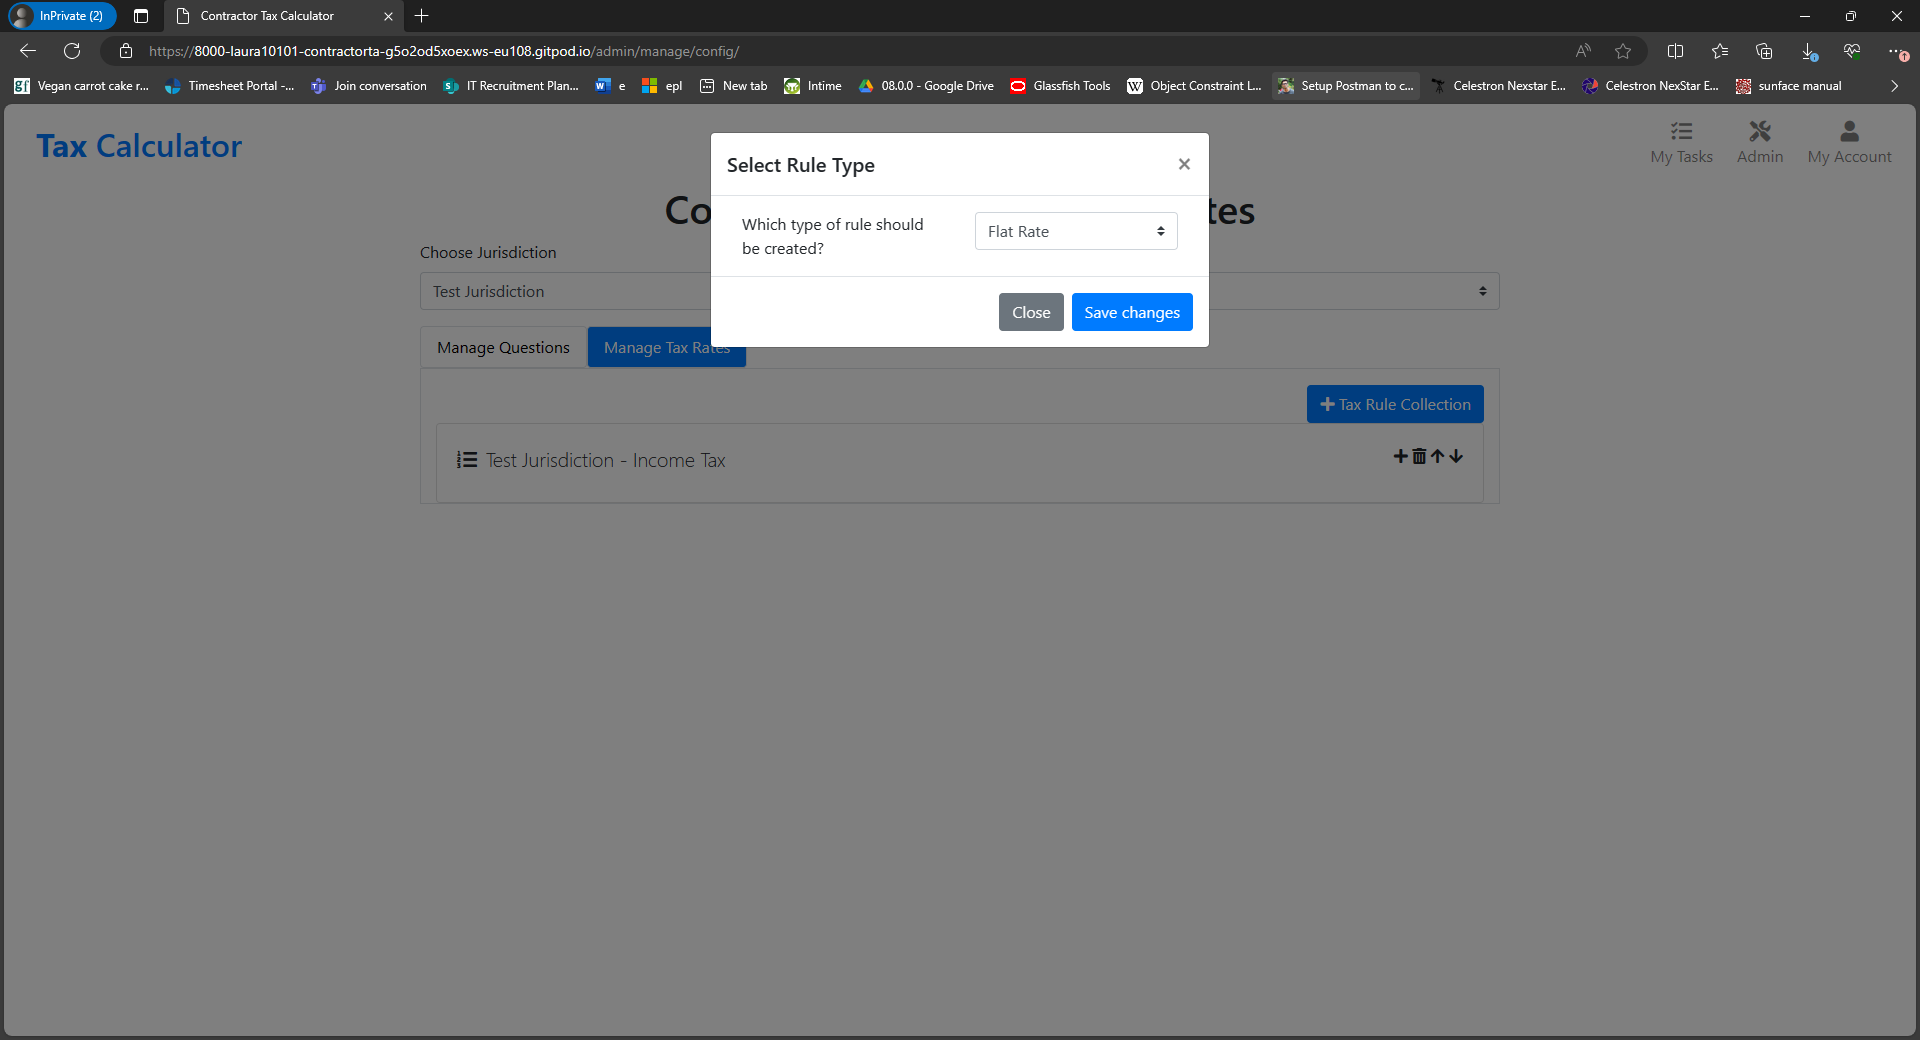 InPrivate (2)
Contractor Tax Calculator
https://8000-laura10101-contractorta-g5o2od5xoex.ws-eu108.gitpod.io/admin/manage/config/
Vegan carrot cake r...
Timesheet Portal -...
Join conversation
IT Recruitment Plan...
e
epl
New tab
Intime
08.0.0 - Google Drive
Glassfish Tools
Object Constraint L...
Setup Postman to c...
Celestron Nexstar E...
Celestron NexStar E...
sunface manual
Tax Calculator
My Tasks
Admin
My Account
Co
tes
Select Rule Type
×
Which type of rule should
be created?
Flat Rate
Close
Save changes
Choose Jurisdiction
Test Jurisdiction
Manage Questions
Manage Tax Rates
Tax Rule Collection
Test Jurisdiction - Income Tax